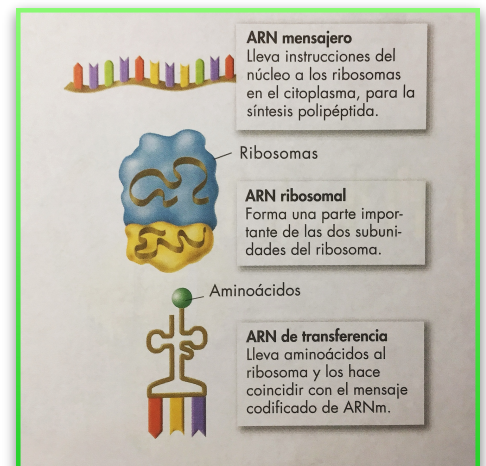 ARN mensajero
Lleva instrucciones del
núcleo a los ribosomas
en el citoplasma, para la
síntesis polipéptida.
Ribosomas
ARN ribosomal
Forma una parte impor-
tante de las dos subuni-
dades del ribosoma.
Aminoácidos
ARN de transferencia
Lleva aminoácidos al
ribosoma y los hace
coincidir con el mensaje
codificado de ARNm.